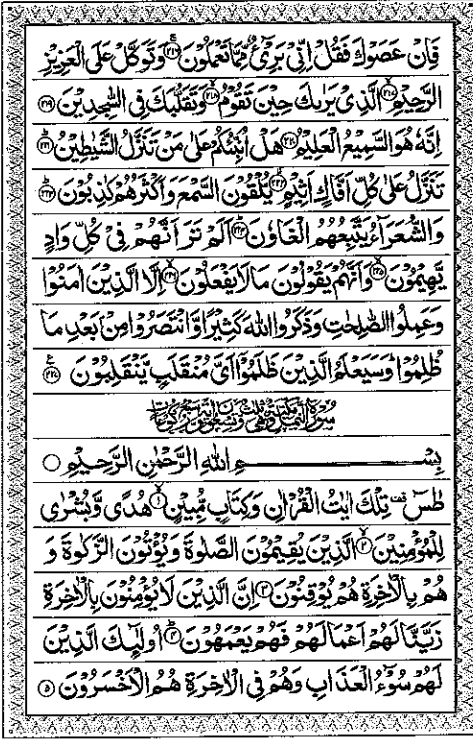 فَاِنْ عَصَوْكَ فَقُلْ اِنِّیْ بَرِیْٓءٌ مِّمَّا تَعْمَلُوْنَ ﴿۲۱۶﴾ وَتَوَكَّلْ عَلَی الْعَزِیْزِ
الرَّحِیْمِ ﴿۲۱۷﴾ الَّذِیْ یَرٰىكَ حِیْنَ تَقُوْمُ ﴿۲۱۸﴾ وَتَقَلُّبَكَ فِی السّٰجِدِیْنَ ﴿۲۱۹﴾
اِنَّهٗ هُوَ السَّمِیْعُ الْعَلِیْمُ ﴿۲۲۰﴾ هَلْ اُنَبِّئُكُمْ عَلٰی مَنْ تَنَزَّلُ الشَّیٰطِیْنُ ﴿۲۲۱﴾
تَنَزَّلُ عَلٰی كُلِّ اَفَّاكٍ اَثِیْمٍ ﴿۲۲۲﴾ یُّلْقُوْنَ السَّمْعَ وَاَكْثَرُهُمْ كٰذِبُوْنَ ﴿۲۲۳﴾
وَالشُّعَرَآءُ یَتَّبِعُهُمُ الْغَاوٗنَ ﴿۲۲۴﴾ اَلَمْ تَرَ اَنَّهُمْ فِیْ كُلِّ وَادٍ
یَّهِیْمُوْنَ ﴿۲۲۵﴾ وَاَنَّهُمْ یَقُوْلُوْنَ مَا لَا یَفْعَلُوْنَ ﴿۲۲۶﴾ اِلَّا الَّذِیْنَ اٰمَنُوْا
وَعَمِلُوا الصّٰلِحٰتِ وَذَكَرُوا اللّٰهَ كَثِیْرًا وَّانْتَصَرُوْا مِنْۢ بَعْدِ مَا
ظُلِمُوْا ؕ وَسَیَعْلَمُ الَّذِیْنَ ظَلَمُوْۤا اَیَّ مُنْقَلَبٍ یَّنْقَلِبُوْنَ ﴿۲۲۷﴾
سُوْرَةُ النَّمْلِ مَكِّیَّةٌ
بِسْمِ اللّٰهِ الرَّحْمٰنِ الرَّحِیْمِ
طٰسٓ ۟ تِلْكَ اٰیٰتُ الْقُرْاٰنِ وَكِتَابٍ مُّبِیْنٍ ﴿۱﴾ هُدًی وَّبُشْرٰی
لِلْمُؤْمِنِیْنَ ﴿۲﴾ الَّذِیْنَ یُقِیْمُوْنَ الصَّلٰوةَ وَیُؤْتُوْنَ الزَّكٰوةَ وَ
هُمْ بِالْاٰخِرَةِ هُمْ یُوْقِنُوْنَ ﴿۳﴾ اِنَّ الَّذِیْنَ لَا یُؤْمِنُوْنَ بِالْاٰخِرَةِ
زَیَّنَّا لَهُمْ اَعْمَالَهُمْ فَهُمْ یَعْمَهُوْنَ ﴿۴﴾ اُولٰٓىِٕكَ الَّذِیْنَ
لَهُمْ سُوْٓءُ الْعَذَابِ وَهُمْ فِی الْاٰخِرَةِ هُمُ الْاَخْسَرُوْنَ ﴿۵﴾